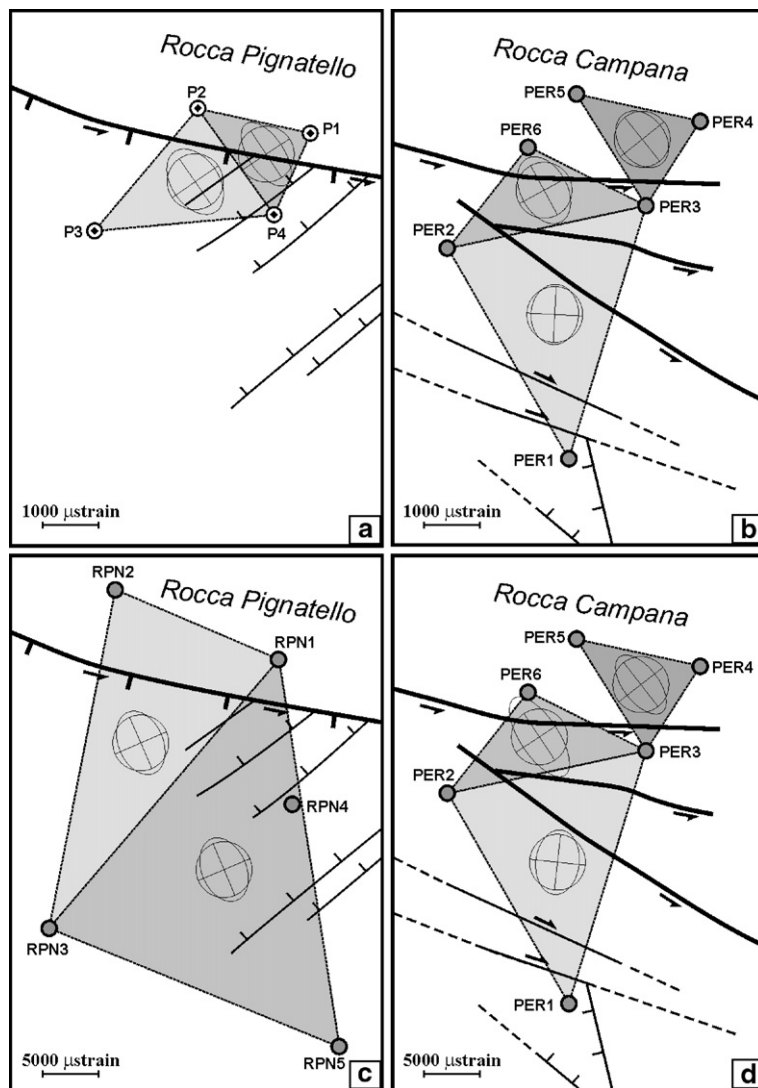 Rocca Pignatello
P2
P1
P3
P4
1000 µstrain
a
Rocca Campana
PER5
PER4
PER6
PER3
PER2
PER1
1000 µstrain
b
RPN2
Rocca Pignatello
RPN1
RPN4
RPN3
RPN5
5000 µstrain
c
Rocca Campana
PER5
PER4
PER6
PER3
PER2
PER1
5000 µstrain
d